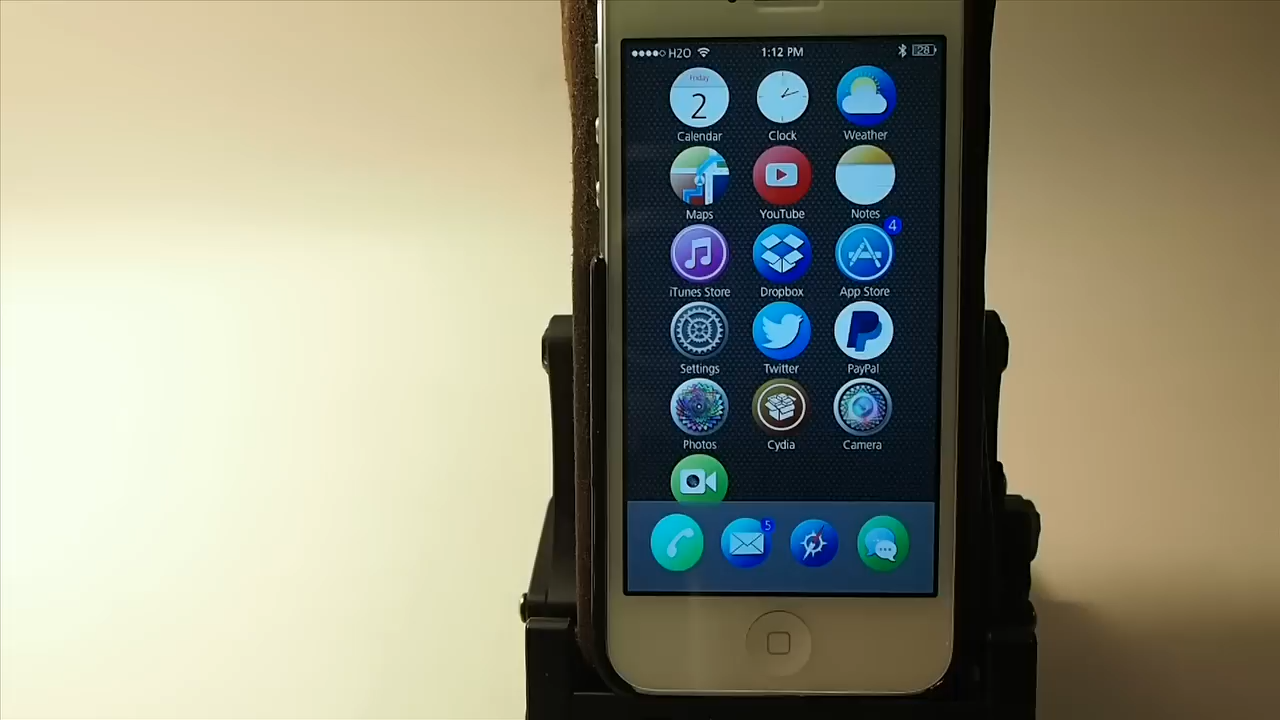 H2O 1:12 PM 28
Friday
2
Calendar Clock Weather
Maps YouTube Notes
4
iTunes Store Dropbox App Store
Settings Twitter PayPal
Photos Cydia Camera
5